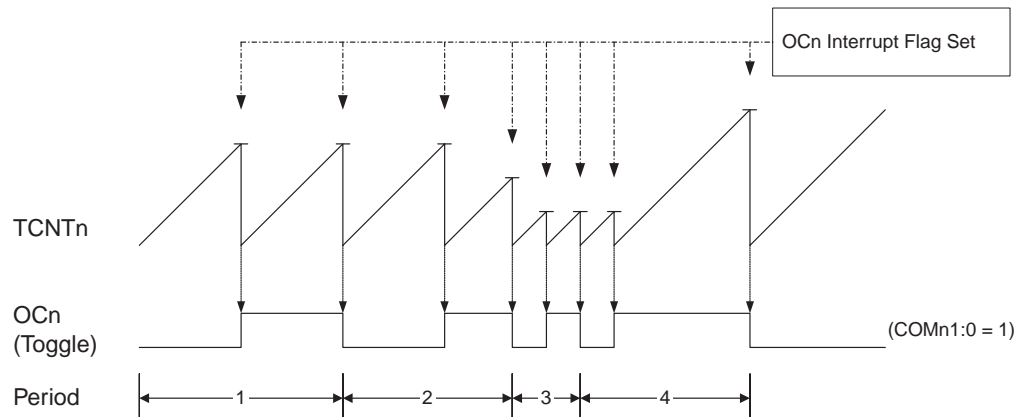 OCn Interrupt Flag Set
TCNTn
OCn
(Toggle)
(COMn1:0 = 1)
Period
1
2
3
4